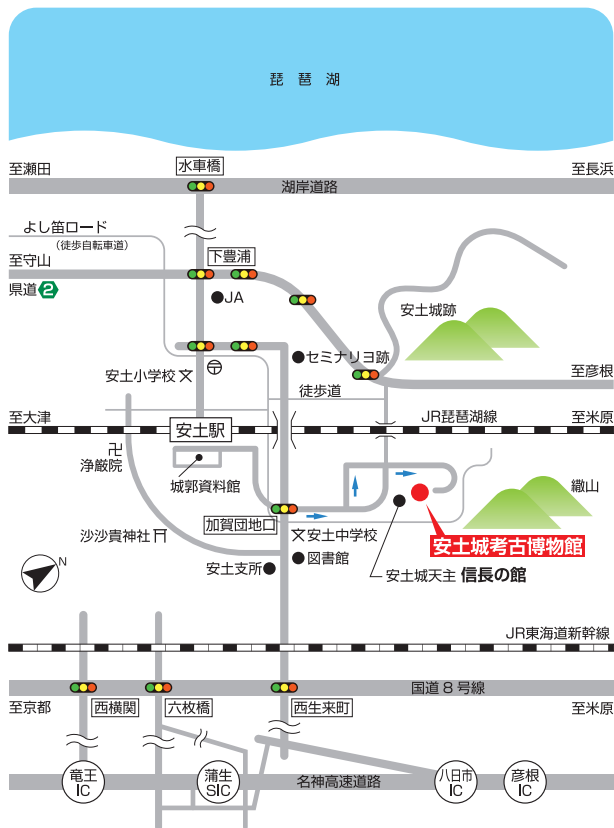 琵琶湖
至瀬田
水車橋
至長浜
湖岸道路
よし笛ロード
(徒歩自転車道)
下豊浦
至守山
県道2
JA
安土城跡
セミナリヨ跡
安土小学校
徒歩道
至彦根
至大津
安土駅
JR琵琶湖線
至米原
浄厳院
城郭資料館
繖山
加賀団地口
沙沙貴神社
安土中学校
安土城考古博物館
図書館
安土支所
安土城天主 信長の館
N
JR東海道新幹線
国道8号線
至京都
西横関
六枚橋
西生来町
至米原
竜王
IC
蒲生
SIC
名神高速道路
八日市
IC
彦根
IC